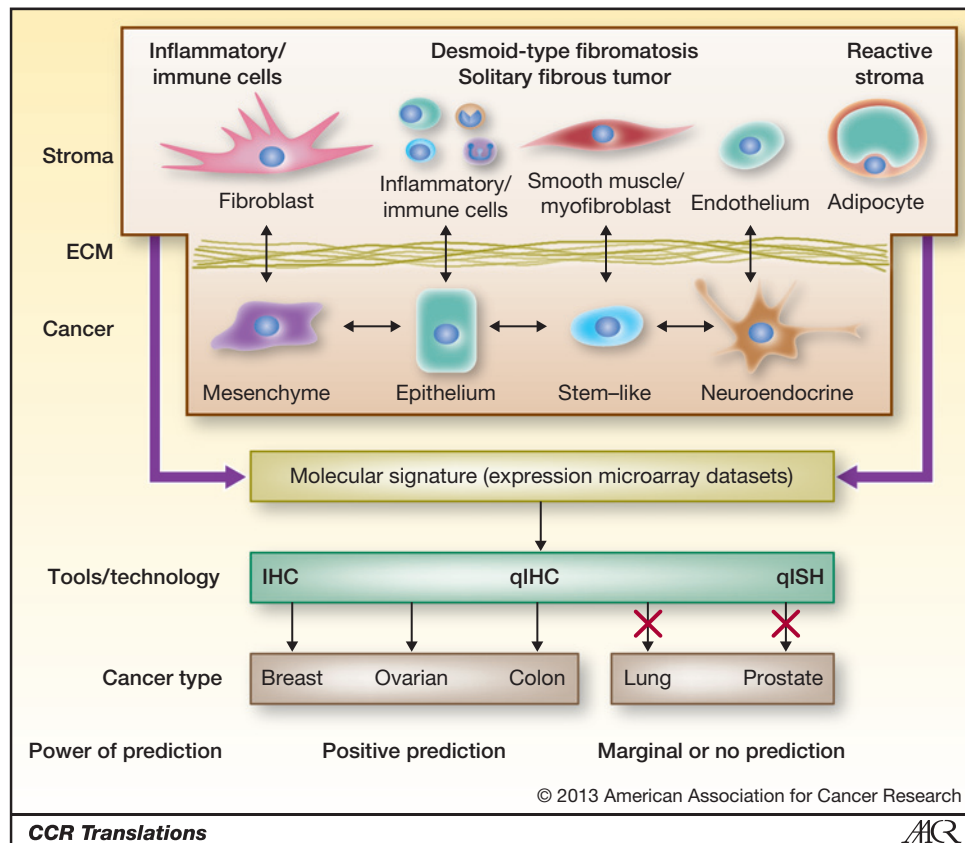 Inflammatory/
immune cells
Desmoid-type fibromatosis
Solitary fibrous tumor
Reactive
stroma
Stroma
Fibroblast
Inflammatory/
immune cells
Smooth muscle/
myofibroblast
Endothelium
Adipocyte
ECM
Cancer
Mesenchyme
Epithelium
Stem–like
Neuroendocrine
Molecular signature (expression microarray datasets)
Tools/technology
IHC
qIHC
qISH
Cancer type
Breast
Ovarian
Colon
Lung
Prostate
Power of prediction
Positive prediction
Marginal or no prediction
© 2013 American Association for Cancer Research
CCR Translations
AACR